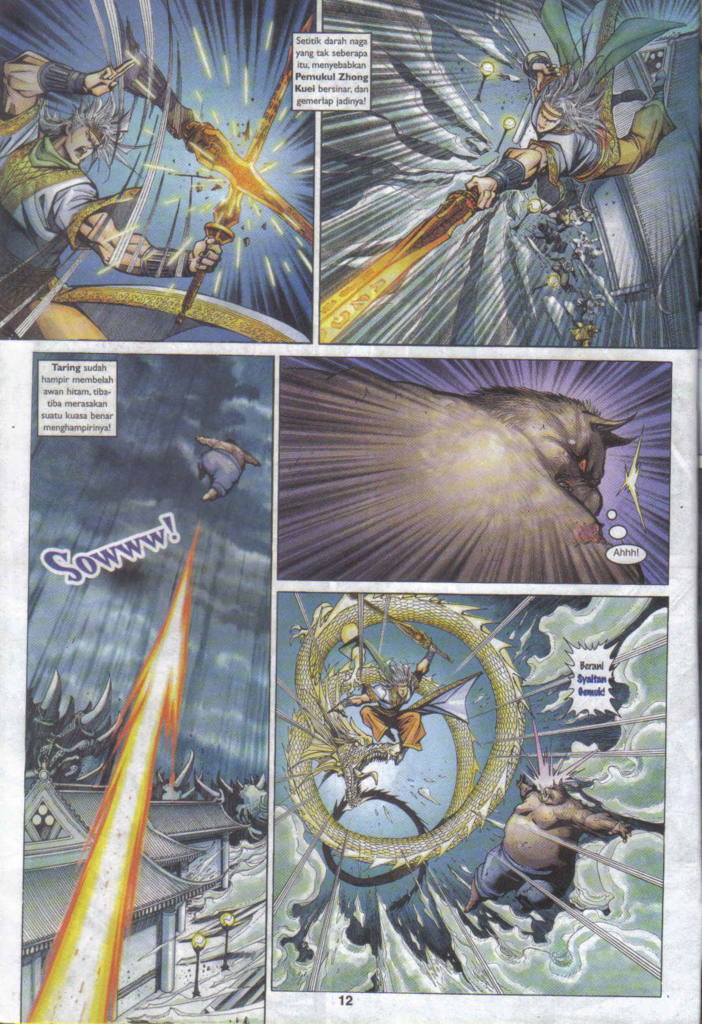 Setitik darah naga
yang tak seberapa
itu, menyebabkan
Pemukul Zhong
Kuei bersinar, dan
gemerlap jadinya!
Taring sudah
hampir membelah
awan hitam, tiba-
tiba merasakan
suatu kuasa benar
menghampirinya!
Sowww!
Ahhh!
Berani
Syaitan
Gemuk!
12